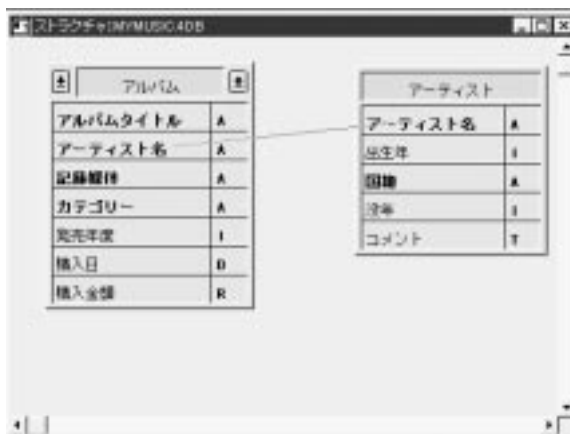 ストラクチャ:MYMUSIC.4DB
アルバム
アルバムタイトル A
アーティスト名 A
記録媒体 A
カテゴリー A
発売年度 I
購入日 D
購入金額 R
アーティスト
アーティスト名 A
出生年 I
国籍 A
没年 I
コメント T